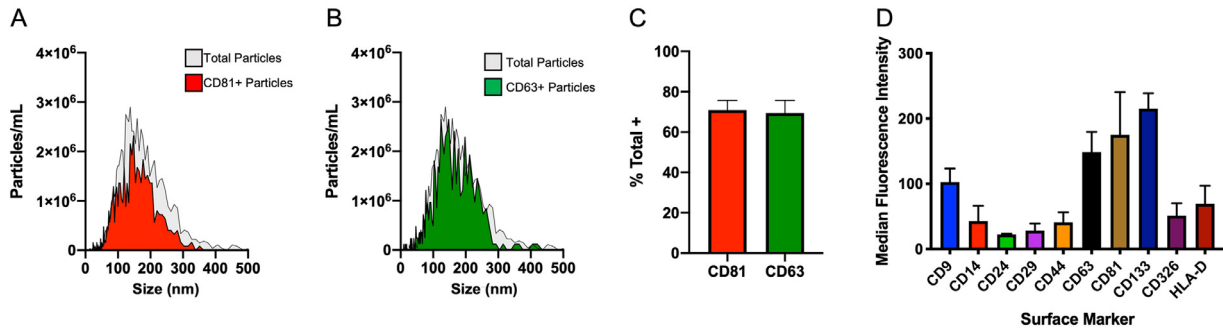 A
4×10⁶
3×10⁶
2×10⁶
1×10⁶
0
Particles/mL
Total Particles
CD81+ Particles
0 100 200 300 400 500
Size (nm)
B
4×10⁶
3×10⁶
2×10⁶
1×10⁶
0
Particles/mL
Total Particles
CD63+ Particles
0 100 200 300 400 500
Size (nm)
C
100
80
60
40
20
0
% Total +
CD81 CD63
D
300
200
100
0
Median Fluorescence Intensity
CD9 CD14 CD24 CD29 CD44 CD63 CD81 CD133 CD326 HLA-D
Surface Marker